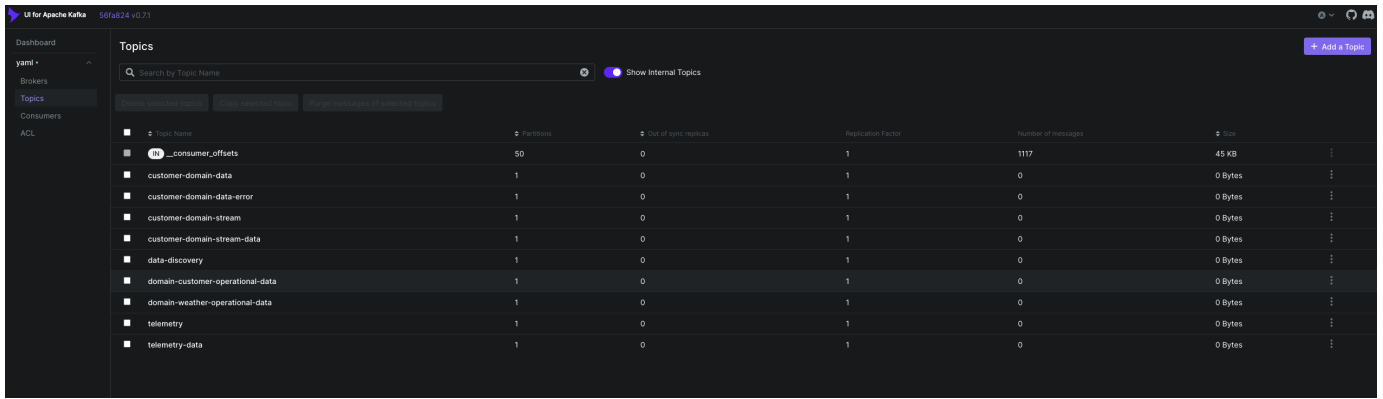 UI for Apache Kafka 56fa824 v0.7.1
Dashboard
yaml
Brokers
Topics
Consumers
ACL
Topics
+ Add a Topic
Search by Topic Name
Show Internal Topics
Delete selected topics Copy selected topic Purge messages of selected topics
Topic Name Partitions Out of sync replicas Replication Factor Number of messages Size
IN __consumer_offsets 50 0 1 1117 45 KB
customer-domain-data 1 0 1 0 0 Bytes
customer-domain-data-error 1 0 1 0 0 Bytes
customer-domain-stream 1 0 1 0 0 Bytes
customer-domain-stream-data 1 0 1 0 0 Bytes
data-discovery 1 0 1 0 0 Bytes
domain-customer-operational-data 1 0 1 0 0 Bytes
domain-weather-operational-data 1 0 1 0 0 Bytes
telemetry 1 0 1 0 0 Bytes
telemetry-data 1 0 1 0 0 Bytes